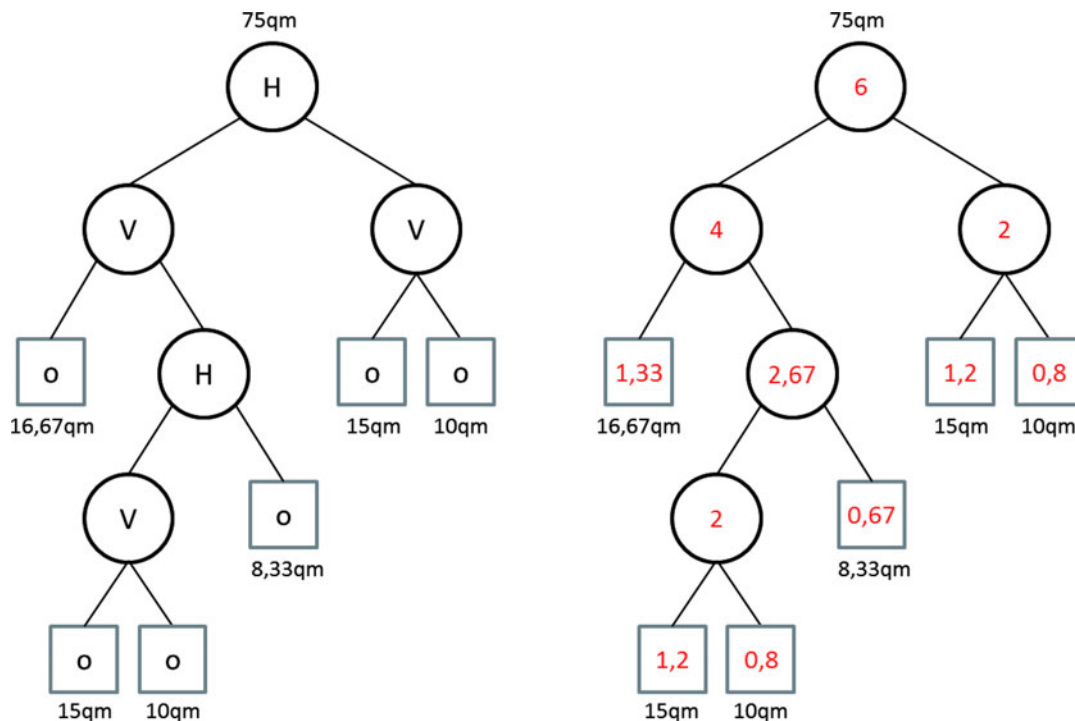 75qm
H
V V
o H o o
16,67qm 15qm 10qm
V o
8,33qm
o o
15qm 10qm
75qm
6
4 2
1,33 2,67 1,2 0,8
16,67qm 15qm 10qm
2 0,67
8,33qm
1,2 0,8
15qm 10qm